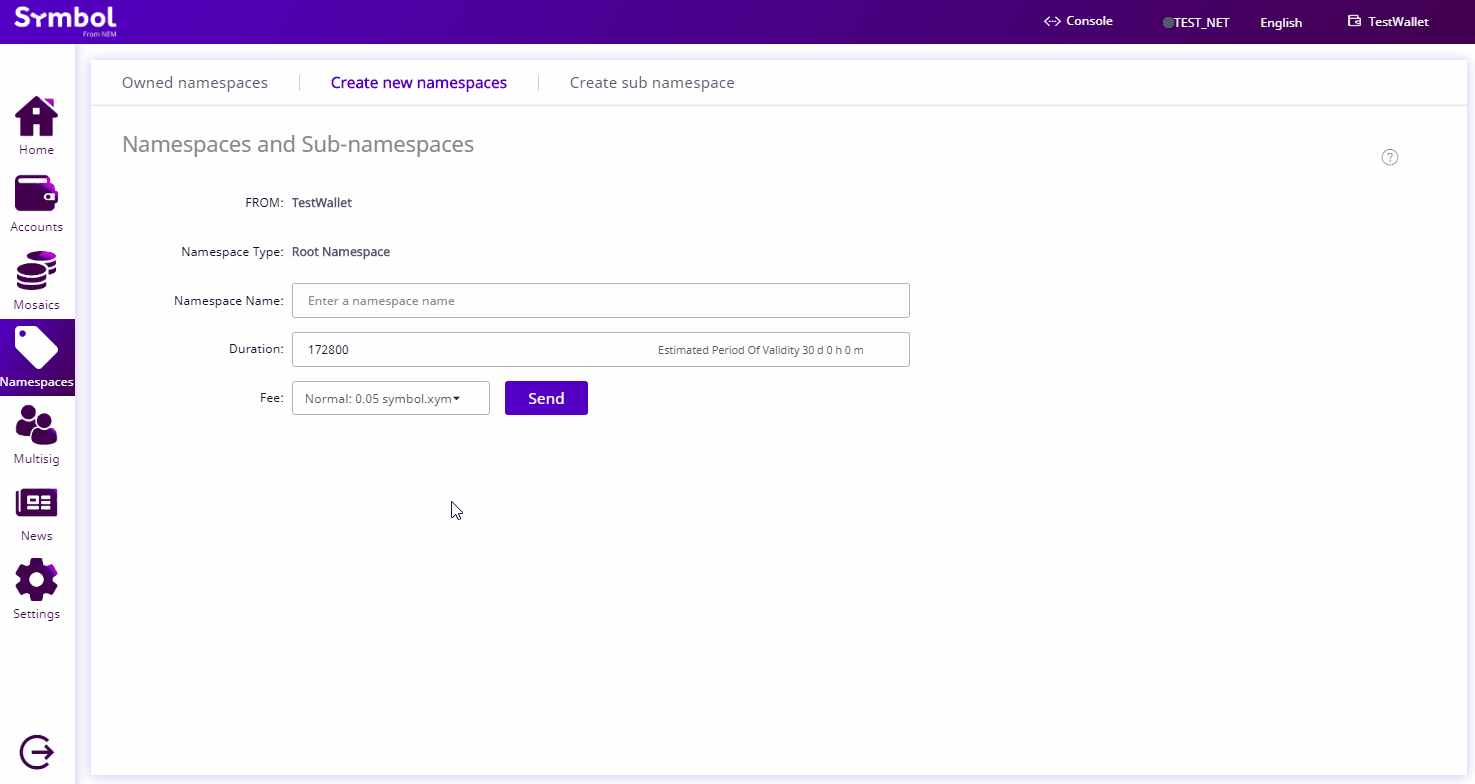 Symbol
From NEM
<-> Console
TEST_NET
English
TestWallet
Owned namespaces
Create new namespaces
Create sub namespace
Namespaces and Sub-namespaces
?
FROM: TestWallet
Namespace Type: Root Namespace
Namespace Name: Enter a namespace name
Duration: 172800 Estimated Period Of Validity 30 d 0 h 0 m
Fee: Normal: 0.05 symbol.xym Send
Home
Accounts
Mosaics
Namespaces
Multisig
News
Settings